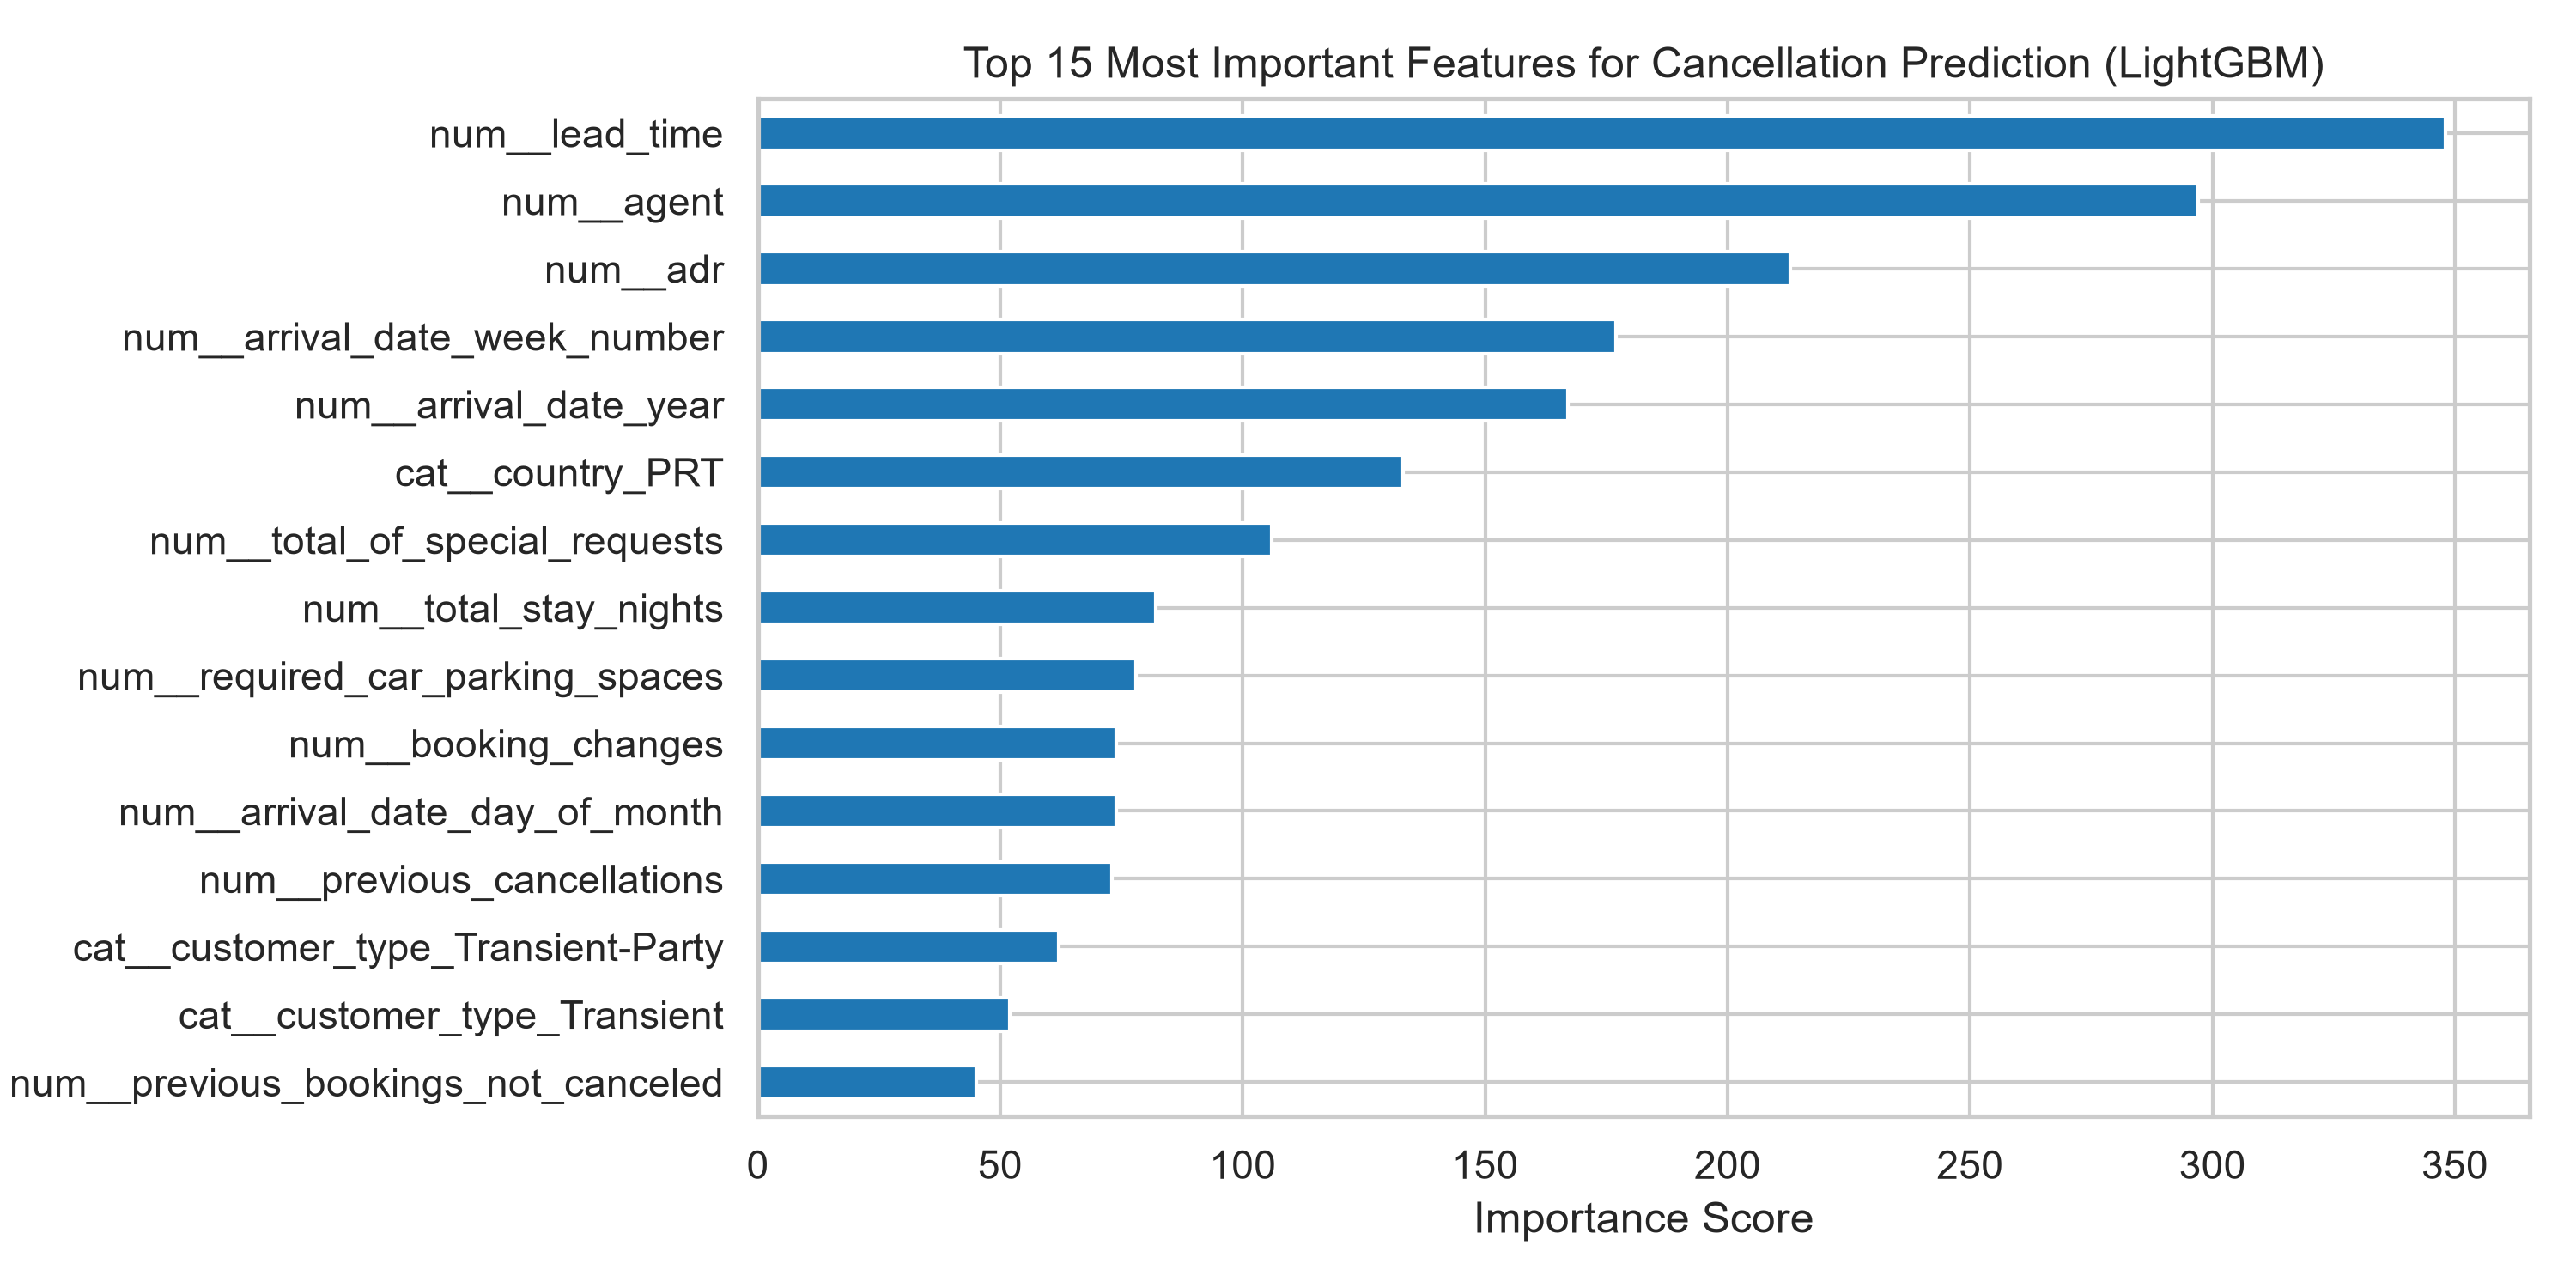 Top 15 Most Important Features for Cancellation Prediction (LightGBM)
num__lead_time
num__agent
num__adr
num__arrival_date_week_number
num__arrival_date_year
cat__country_PRT
num__total_of_special_requests
num__total_stay_nights
num__required_car_parking_spaces
num__booking_changes
num__arrival_date_day_of_month
num__previous_cancellations
cat__customer_type_Transient-Party
cat__customer_type_Transient
num__previous_bookings_not_canceled
0 50 100 150 200 250 300 350
Importance Score